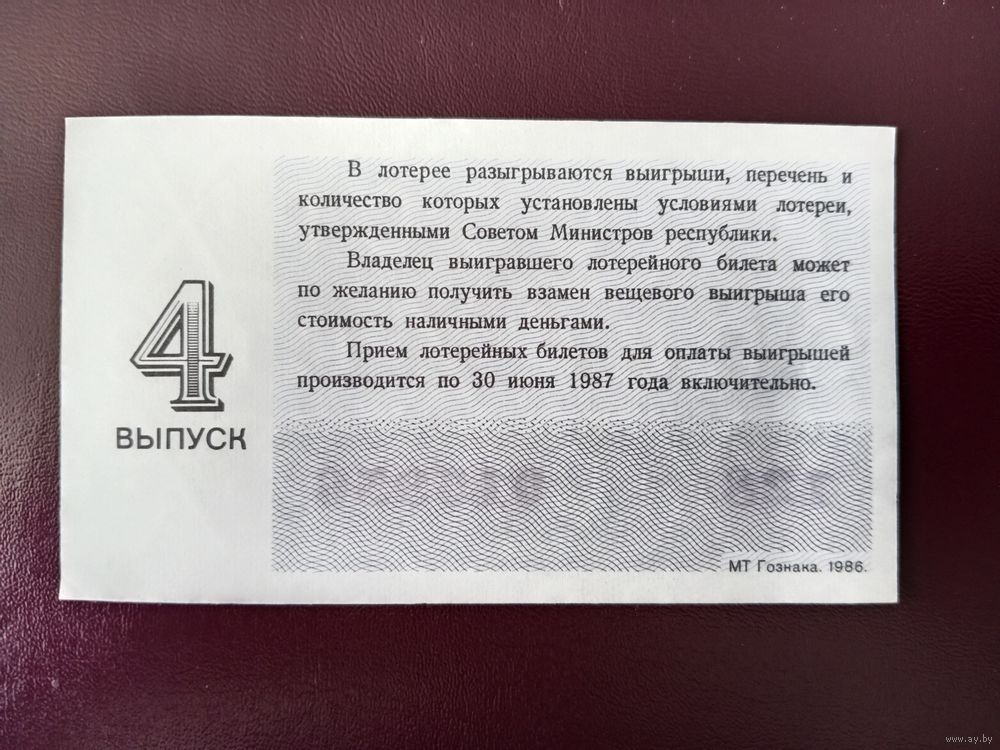 4
ВЫПУСК
В лотерее разыгрываются выигрыши, перечень и
количество которых установлены условиями лотереи,
утвержденными Советом Министров республики.
Владелец выигравшего лотерейного билета может
по желанию получить взамен вещевого выигрыша его
стоимость наличными деньгами.
Прием лотерейных билетов для оплаты выигрышей
производится по 30 июня 1987 года включительно.
МТ Гознака. 1986.
www.ay.by